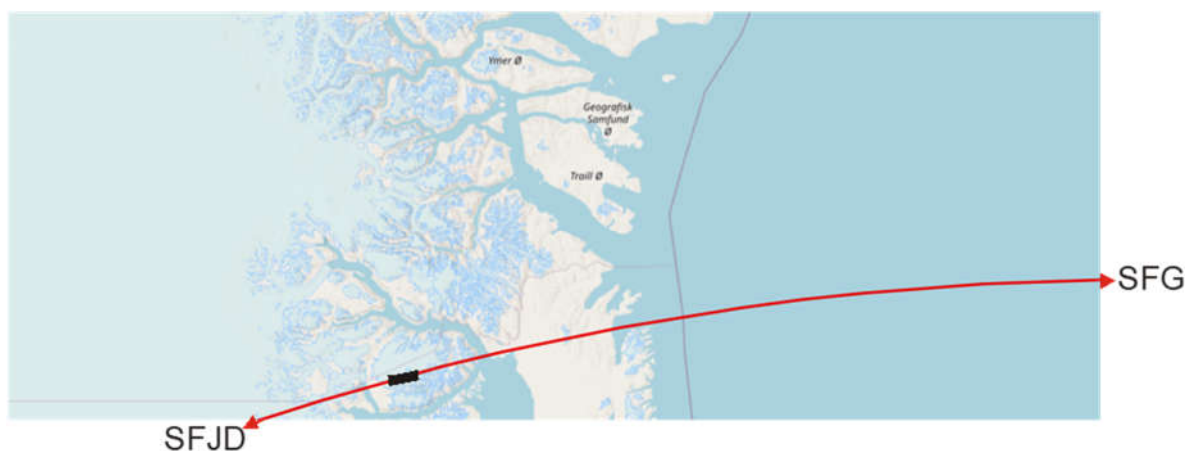 Ymer Ø
Geografisk
Samfund
Ø
Traill Ø
SFG
SFJD